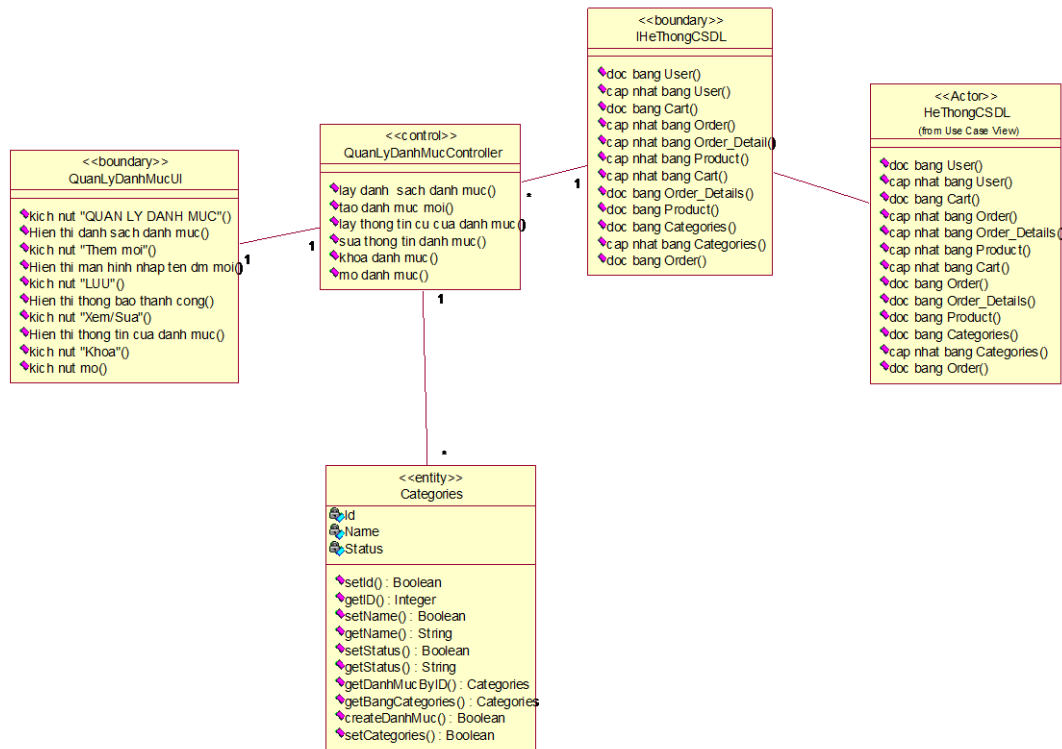 <<boundary>>
QuanLyDanhMucUI
kich nut "QUAN LY DANH MUC"()
Hien thi danh sach danh muc()
kich nut "Them moi"()
Hien thi man hinh nhap ten dm moi()
kich nut "LUU"()
Hien thi thong bao thanh cong()
kich nut "Xem/Sua"()
Hien thi thong tin cua danh muc()
kich nut "Khoa"()
kich nut mo()
1
1
<<control>>
QuanLyDanhMucController
lay danh sach danh muc()
tao danh muc moi()
lay thong tin cu cua danh muc()
sua thong tin danh muc()
khoa danh muc()
mo danh muc()
*
1
<<boundary>>
IHeThongCSDL
doc bang User()
cap nhat bang User()
doc bang Cart()
cap nhat bang Order()
cap nhat bang Order_Detail()
cap nhat bang Product()
cap nhat bang Cart()
doc bang Order_Details()
doc bang Product()
doc bang Categories()
cap nhat bang Categories()
doc bang Order()
<<Actor>>
HeThongCSDL
(from Use Case View)
doc bang User()
cap nhat bang User()
doc bang Cart()
cap nhat bang Order()
cap nhat bang Order_Details()
cap nhat bang Product()
cap nhat bang Cart()
doc bang Order()
doc bang Order_Details()
doc bang Product()
doc bang Categories()
cap nhat bang Categories()
doc bang Order()
1
*
<<entity>>
Categories
Id
Name
Status
setId() : Boolean
getID() : Integer
setName() : Boolean
getName() : String
setStatus() : Boolean
getStatus() : String
getDanhMucByID() : Categories
getBangCategories() : Categories
createDanhMuc() : Boolean
setCategories() : Boolean